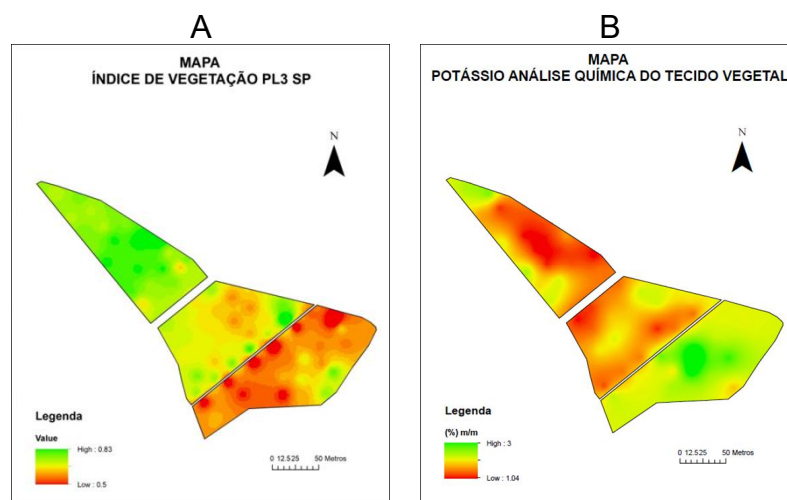 A
MAPA
ÍNDICE DE VEGETAÇÃO PL3 SP
N
Legenda
Value
High : 0.83
Low : 0.5
0 12.525 50 Metros
B
MAPA
POTÁSSIO ANÁLISE QUÍMICA DO TECIDO VEGETAL
N
Legenda
(%) m/m
High : 3
Low : 1.04
0 12.525 50 Metros